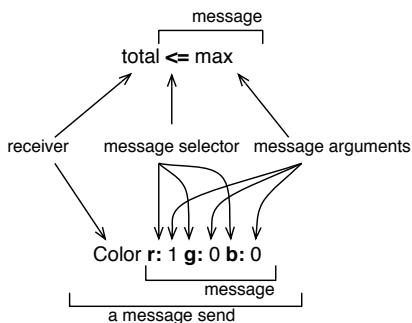 message
total <= max
receiver message selector message arguments
Color r: 1 g: 0 b: 0
message
a message send